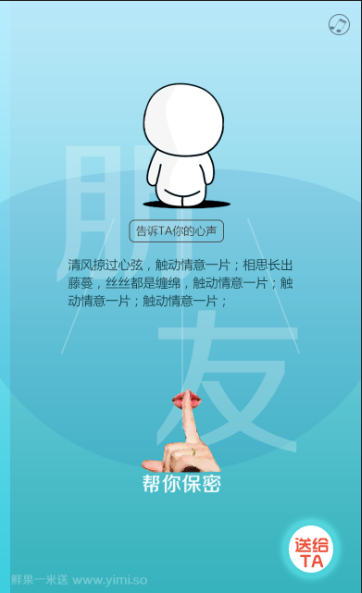 告诉TA你的心声
清风掠过心弦，触动情意一片；相思长出
藤蔓，丝丝都是缠绵，触动情意一片；触
动情意一片；触动情意一片；
朋
友
帮你保密
送给
TA
鲜果一米送 www.yimi.so